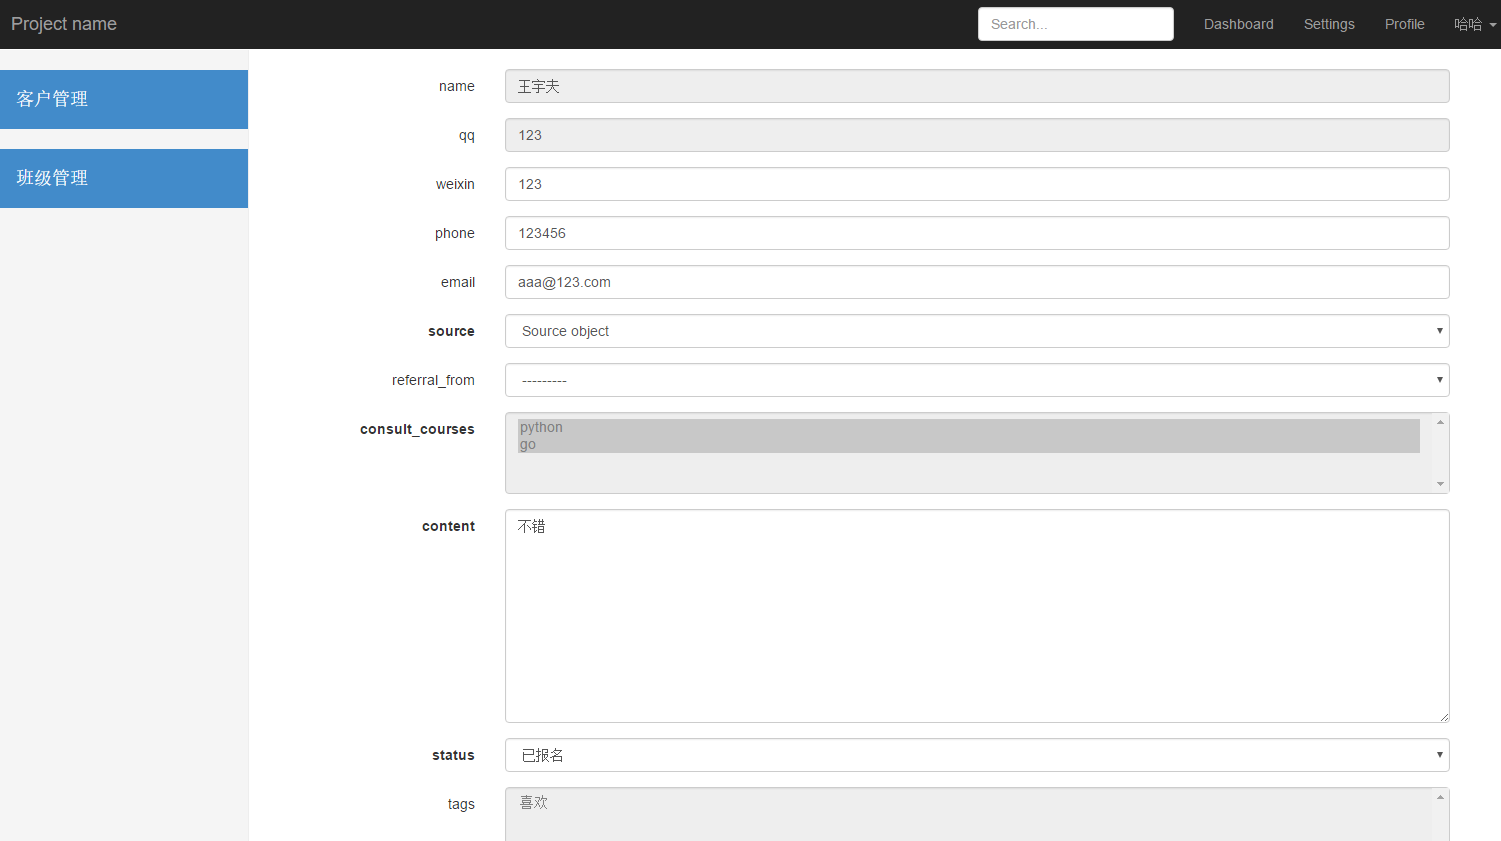 Project name
Search...
Dashboard
Settings
Profile
哈哈
客户管理
班级管理
name
王宇夫
qq
123
weixin
123
phone
123456
email
aaa@123.com
source
Source object
referral_from
---------
consult_courses
python
go
content
不错
status
已报名
tags
喜欢